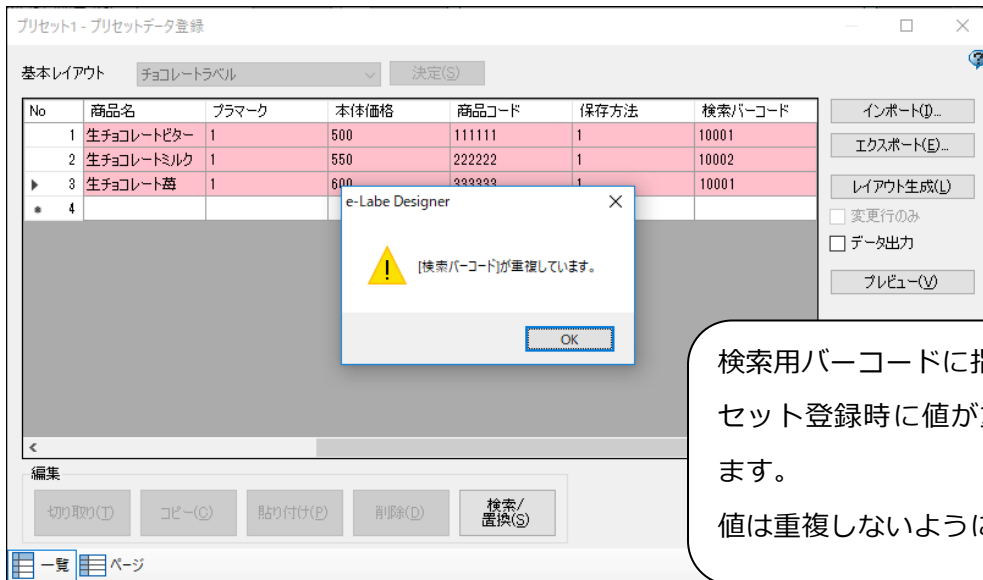 プリセット1 - プリセットデータ登録
基本レイアウト チョコレートラベル 決定(S)
No 商品名 プラマーク 本体価格 商品コード 保存方法 検索バーコード
1 生チョコレートビター 1 500 111111 1 10001
2 生チョコレートミルク 1 550 222222 1 10002
3 生チョコレート苺 1 600 333333 1 10001
4
インポート(I)...
エクスポート(E)...
レイアウト生成(L)
変更行のみ
データ出力
プレビュー(V)
e-Labe Designer
[検索バーコード]が重複しています。
OK
検索用バーコードに
セット登録時に値が
ます。
値は重複しないように
編集
切り取り(T) コピー(C) 貼り付け(P) 削除(D) 検索/
置換(S)
一覧 ページ